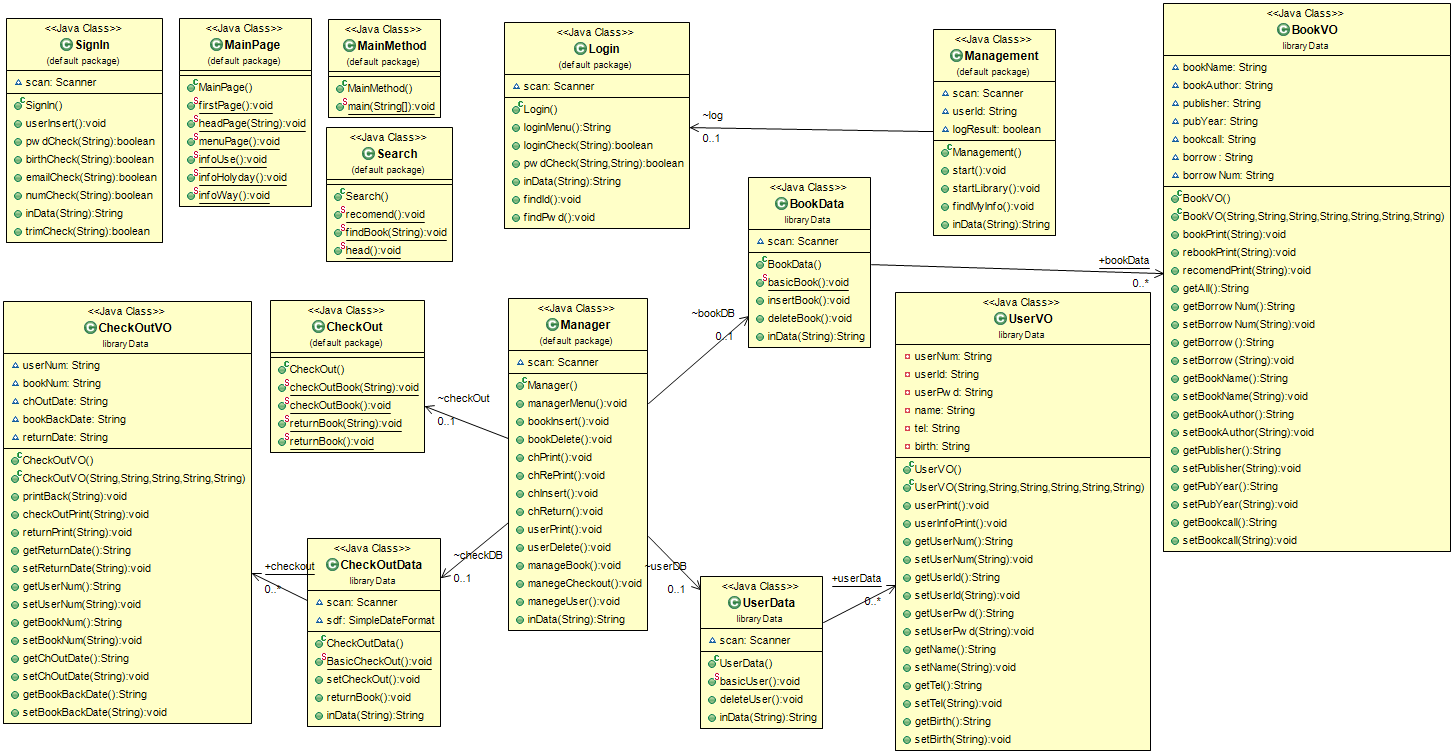 <<Java Class>>
SignIn
(default package)
scan: Scanner
SignIn()
userInsert():void
pwdCheck(String):boolean
birthCheck(String):boolean
emailCheck(String):boolean
numCheck(String):boolean
inData(String):String
trimCheck(String):boolean
<<Java Class>>
MainPage
(default package)
MainPage()
firstPage():void
headPage(String):void
menuPage():void
infoUse():void
infoHolyday():void
infoWay():void
<<Java Class>>
MainMethod
(default package)
MainMethod()
main(String[]):void
<<Java Class>>
Search
(default package)
Search()
recomend():void
findBook(String):void
head():void
<<Java Class>>
Login
(default package)
scan: Scanner
Login()
loginMenu():String
loginCheck(String):boolean
pwdCheck(String,String):boolean
inData(String):String
findId():void
findPwd():void
~log
0..1
<<Java Class>>
Management
(default package)
scan: Scanner
userId: String
logResult: boolean
Management()
start():void
startLibrary():void
findMyInfo():void
inData(String):String
<<Java Class>>
BookVO
library Data
bookName: String
bookAuthor: String
publisher: String
pubYear: String
bookcall: String
borrow: String
borrowNum: String
BookVO()
BookVO(String,String,String,String,String,String,String)
bookPrint(String):void
rebookPrint(String):void
recomendPrint(String):void
getAll():String
getBorrowNum():String
setBorrowNum(String):void
getBorrow():String
setBorrow(String):void
getBookName():String
setBookName(String):void
getBookAuthor():String
setBookAuthor(String):void
getPublisher():String
setPublisher(String):void
getPubYear():String
setPubYear(String):void
getBookcall():String
setBookcall(String):void
<<Java Class>>
BookData
library Data
scan: Scanner
BookData()
basicBook():void
insertBook():void
deleteBook():void
inData(String):String
+bookData
0..*
<<Java Class>>
CheckOutVO
library Data
userNum: String
bookNum: String
chOutDate: String
bookBackDate: String
returnDate: String
CheckOutVO()
CheckOutVO(String,String,String,String,String)
printBack(String):void
checkOutPrint(String):void
returnPrint(String):void
getReturnDate():String
setReturnDate(String):void
getUserNum():String
setUserNum(String):void
getBookNum():String
setBookNum(String):void
getChOutDate():String
setChOutDate(String):void
getBookBackDate():String
setBookBackDate(String):void
<<Java Class>>
CheckOut
(default package)
CheckOut()
checkOutBook(String):void
checkOutBook():void
returnBook(String):void
returnBook():void
~checkOut
0..1
<<Java Class>>
Manager
(default package)
scan: Scanner
Manager()
managerMenu():void
bookInsert():void
bookDelete():void
chPrint():void
chRePrint():void
chInsert():void
chReturn():void
userPrint():void
userDelete():void
manageBook():void
manegeCheckout():void
manegeUser():void
inData(String):String
~bookDB
0..1
~checkDB
0..1
~userDB
0..1
<<Java Class>>
CheckOutData
library Data
scan: Scanner
sdf: SimpleDateFormat
CheckOutData()
BasicCheckOut():void
setCheckOut():void
returnBook():void
inData(String):String
+checkout
0..*
<<Java Class>>
UserData
library Data
scan: Scanner
UserData()
basicUser():void
deleteUser():void
inData(String):String
+userData
0..*
<<Java Class>>
UserVO
library Data
userNum: String
userId: String
userPwd: String
name: String
tel: String
birth: String
UserVO()
UserVO(String,String,String,String,String,String)
userPrint():void
userInfoPrint():void
getUserNum():String
setUserNum(String):void
getUserId():String
setUserId(String):void
getUserPwd():String
setUserPwd(String):void
getName():String
setName(String):void
getTel():String
setTel(String):void
getBirth():String
setBirth(String):void